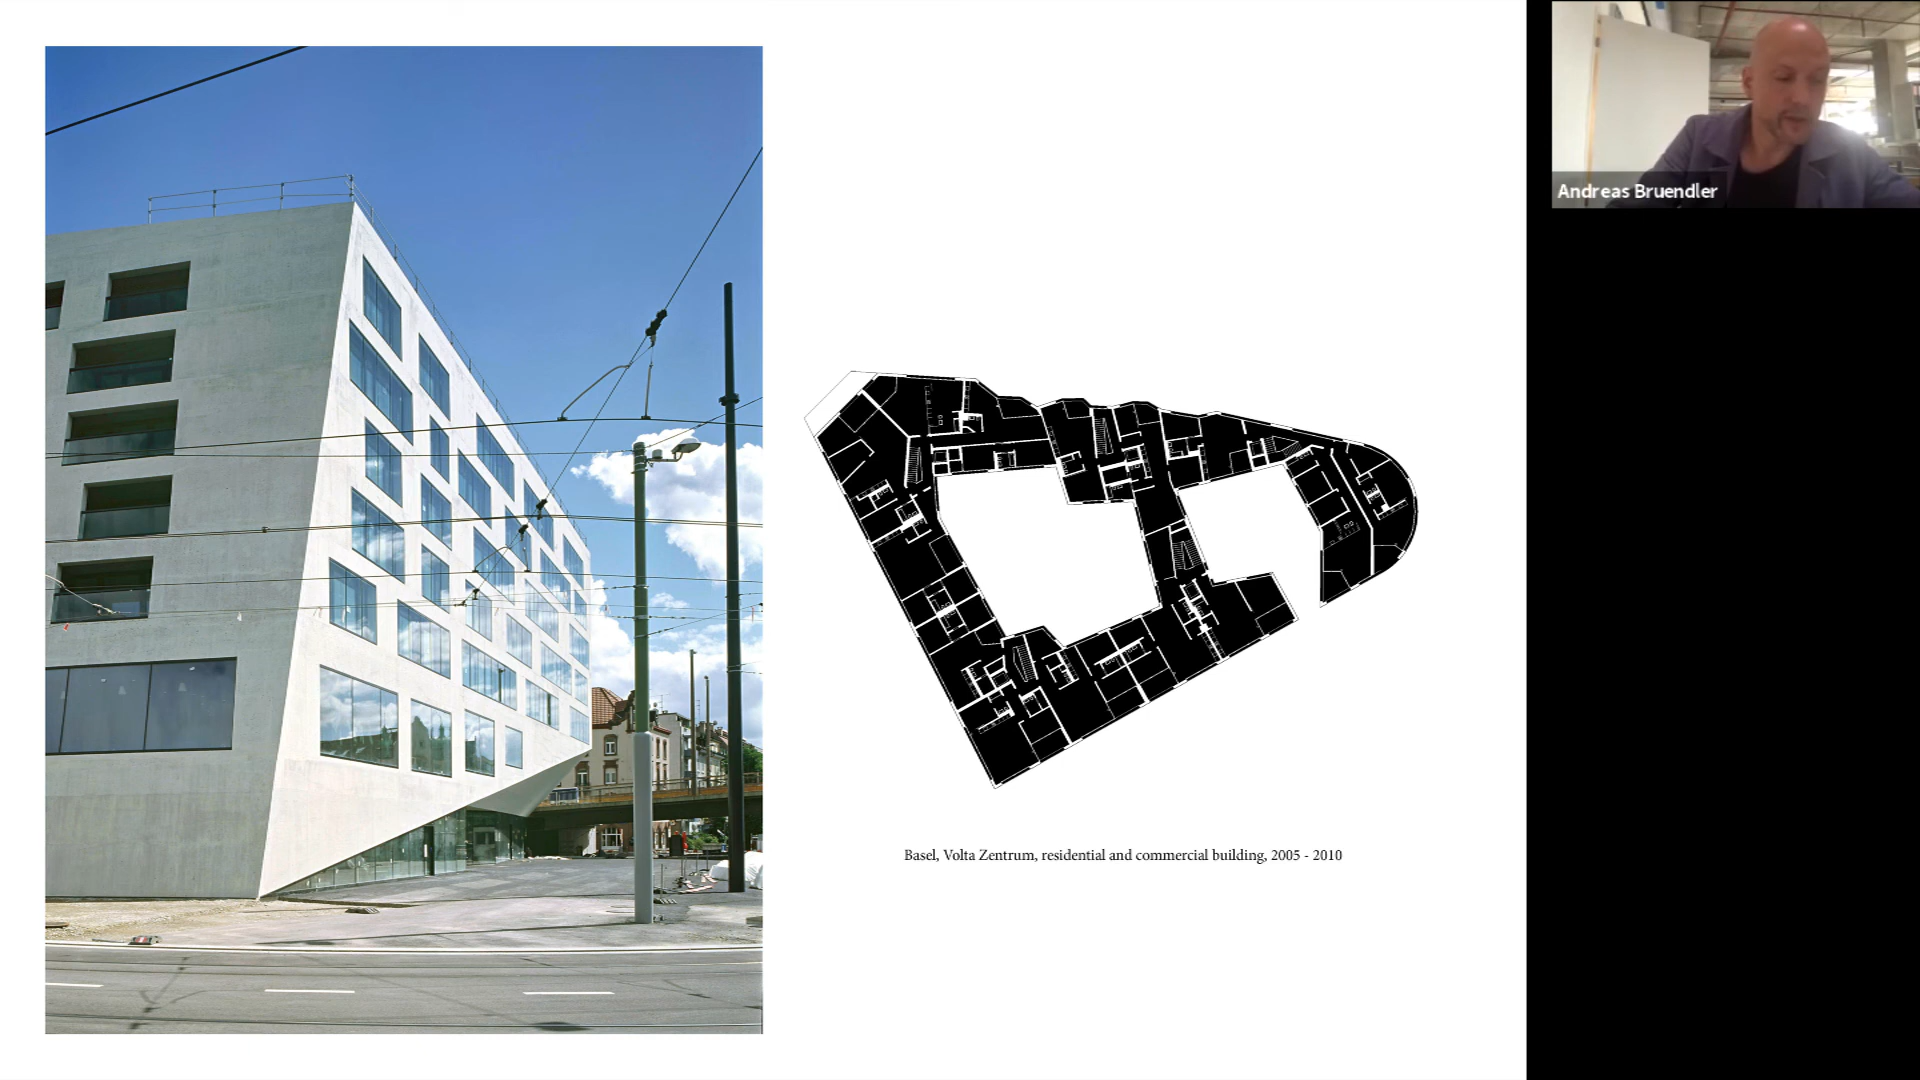 Andreas Bruendler
Basel, Volta Zentrum, residential and commercial building, 2005 - 2010